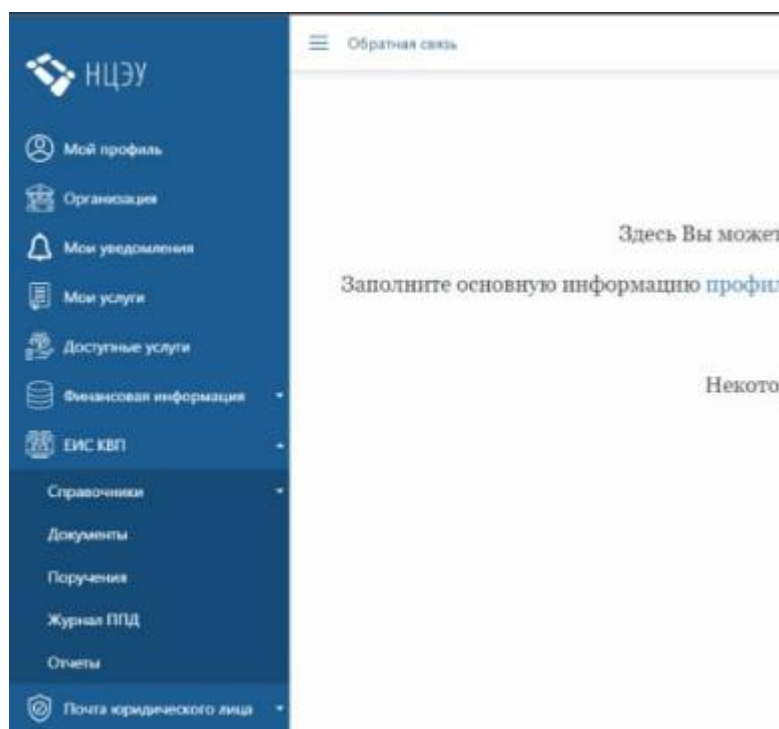 НЦЭУ
Мой профиль
Организация
Мои уведомления
Мои услуги
Доступные услуги
Финансовая информация
ЕИС КВП
Справочники
Документы
Поручения
Журнал ППД
Отчеты
Почта юридического лица
Обратная связь
Здесь Вы может
Заполните основную информацию профил
Некото